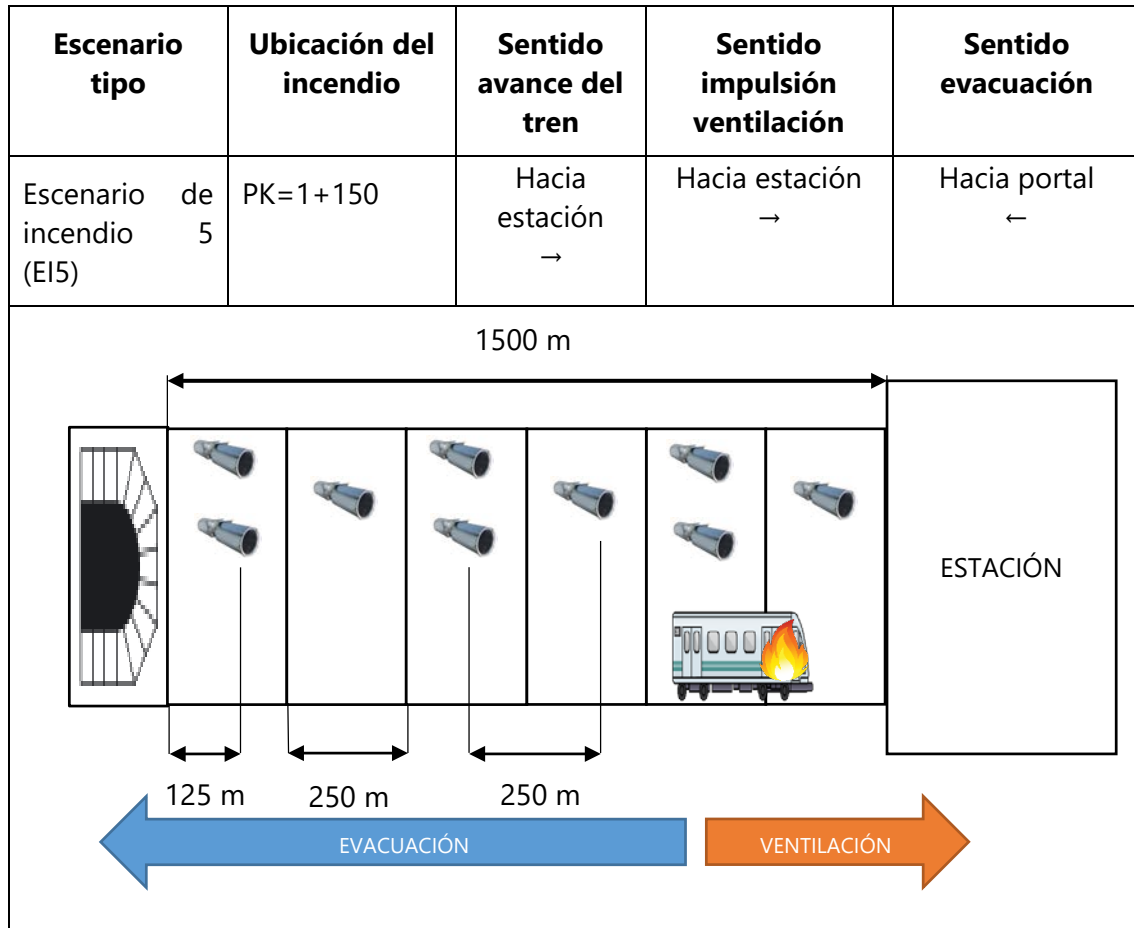 Escenario tipo
Ubicación del incendio
Sentido avance del tren
Sentido impulsión ventilación
Sentido evacuación
Escenario de incendio 5 (EI5)
PK=1+150
Hacia estación →
Hacia estación →
Hacia portal ←
1500 m
ESTACIÓN
125 m
250 m
250 m
EVACUACIÓN
VENTILACIÓN